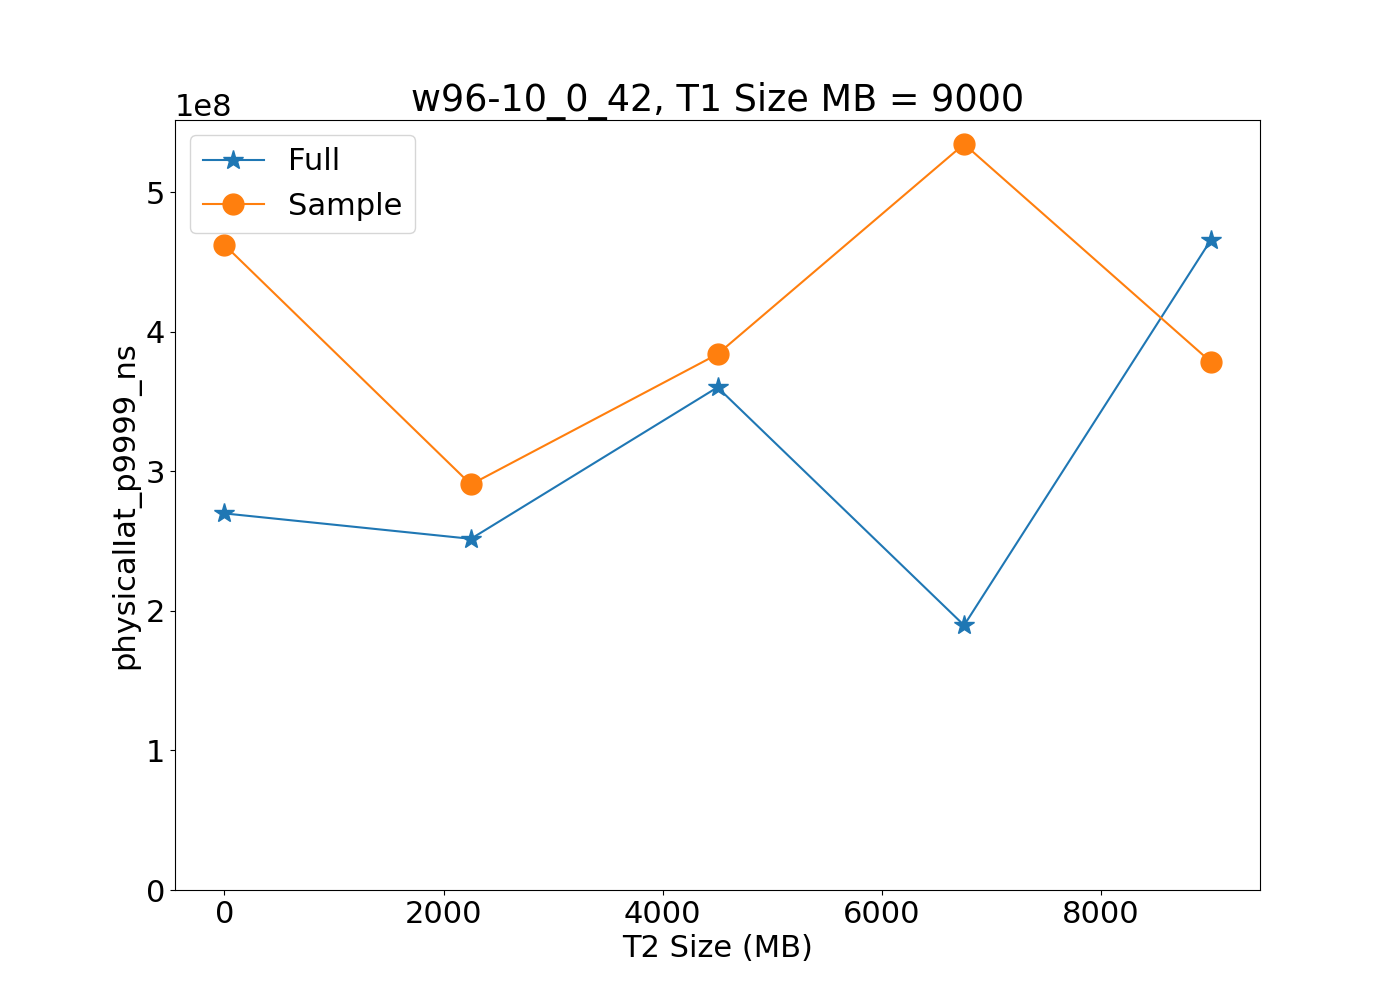 w96-10_0_42, T1 Size MB = 9000
1e8
Full
Sample
5
4
3
2
1
0
physicallat_p9999_ns
0 2000 4000 6000 8000
T2 Size (MB)